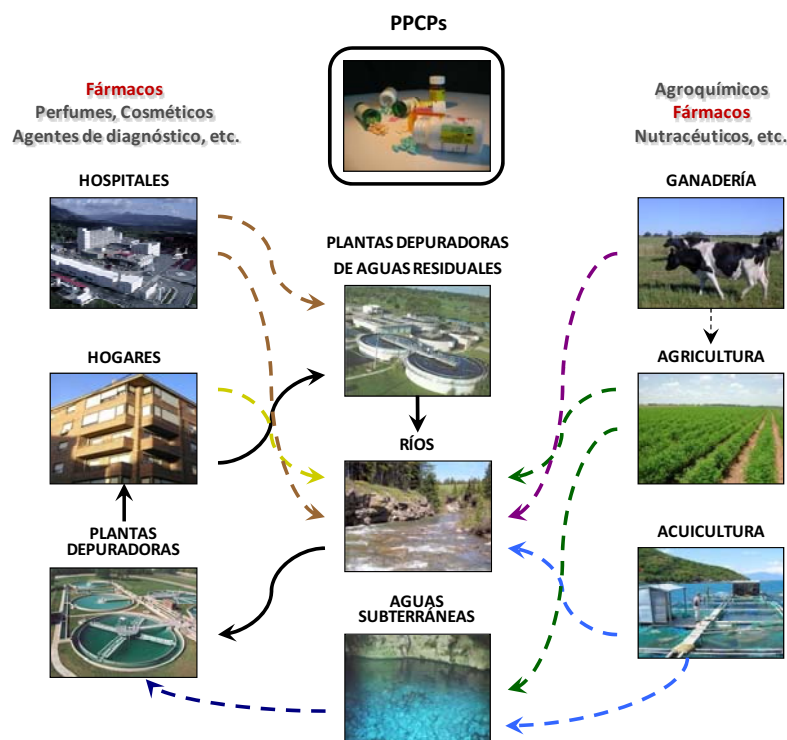 PPCPs
Fármacos
Perfumes, Cosméticos
Agentes de diagnóstico, etc.
Agroquímicos
Fármacos
Nutracéuticos, etc.
HOSPITALES
PLANTAS DEPURADORAS
DE AGUAS RESIDUALES
GANADERÍA
HOGARES
AGRICULTURA
RÍOS
PLANTAS
DEPURADORAS
ACUICULTURA
AGUAS
SUBTERRÁNEAS